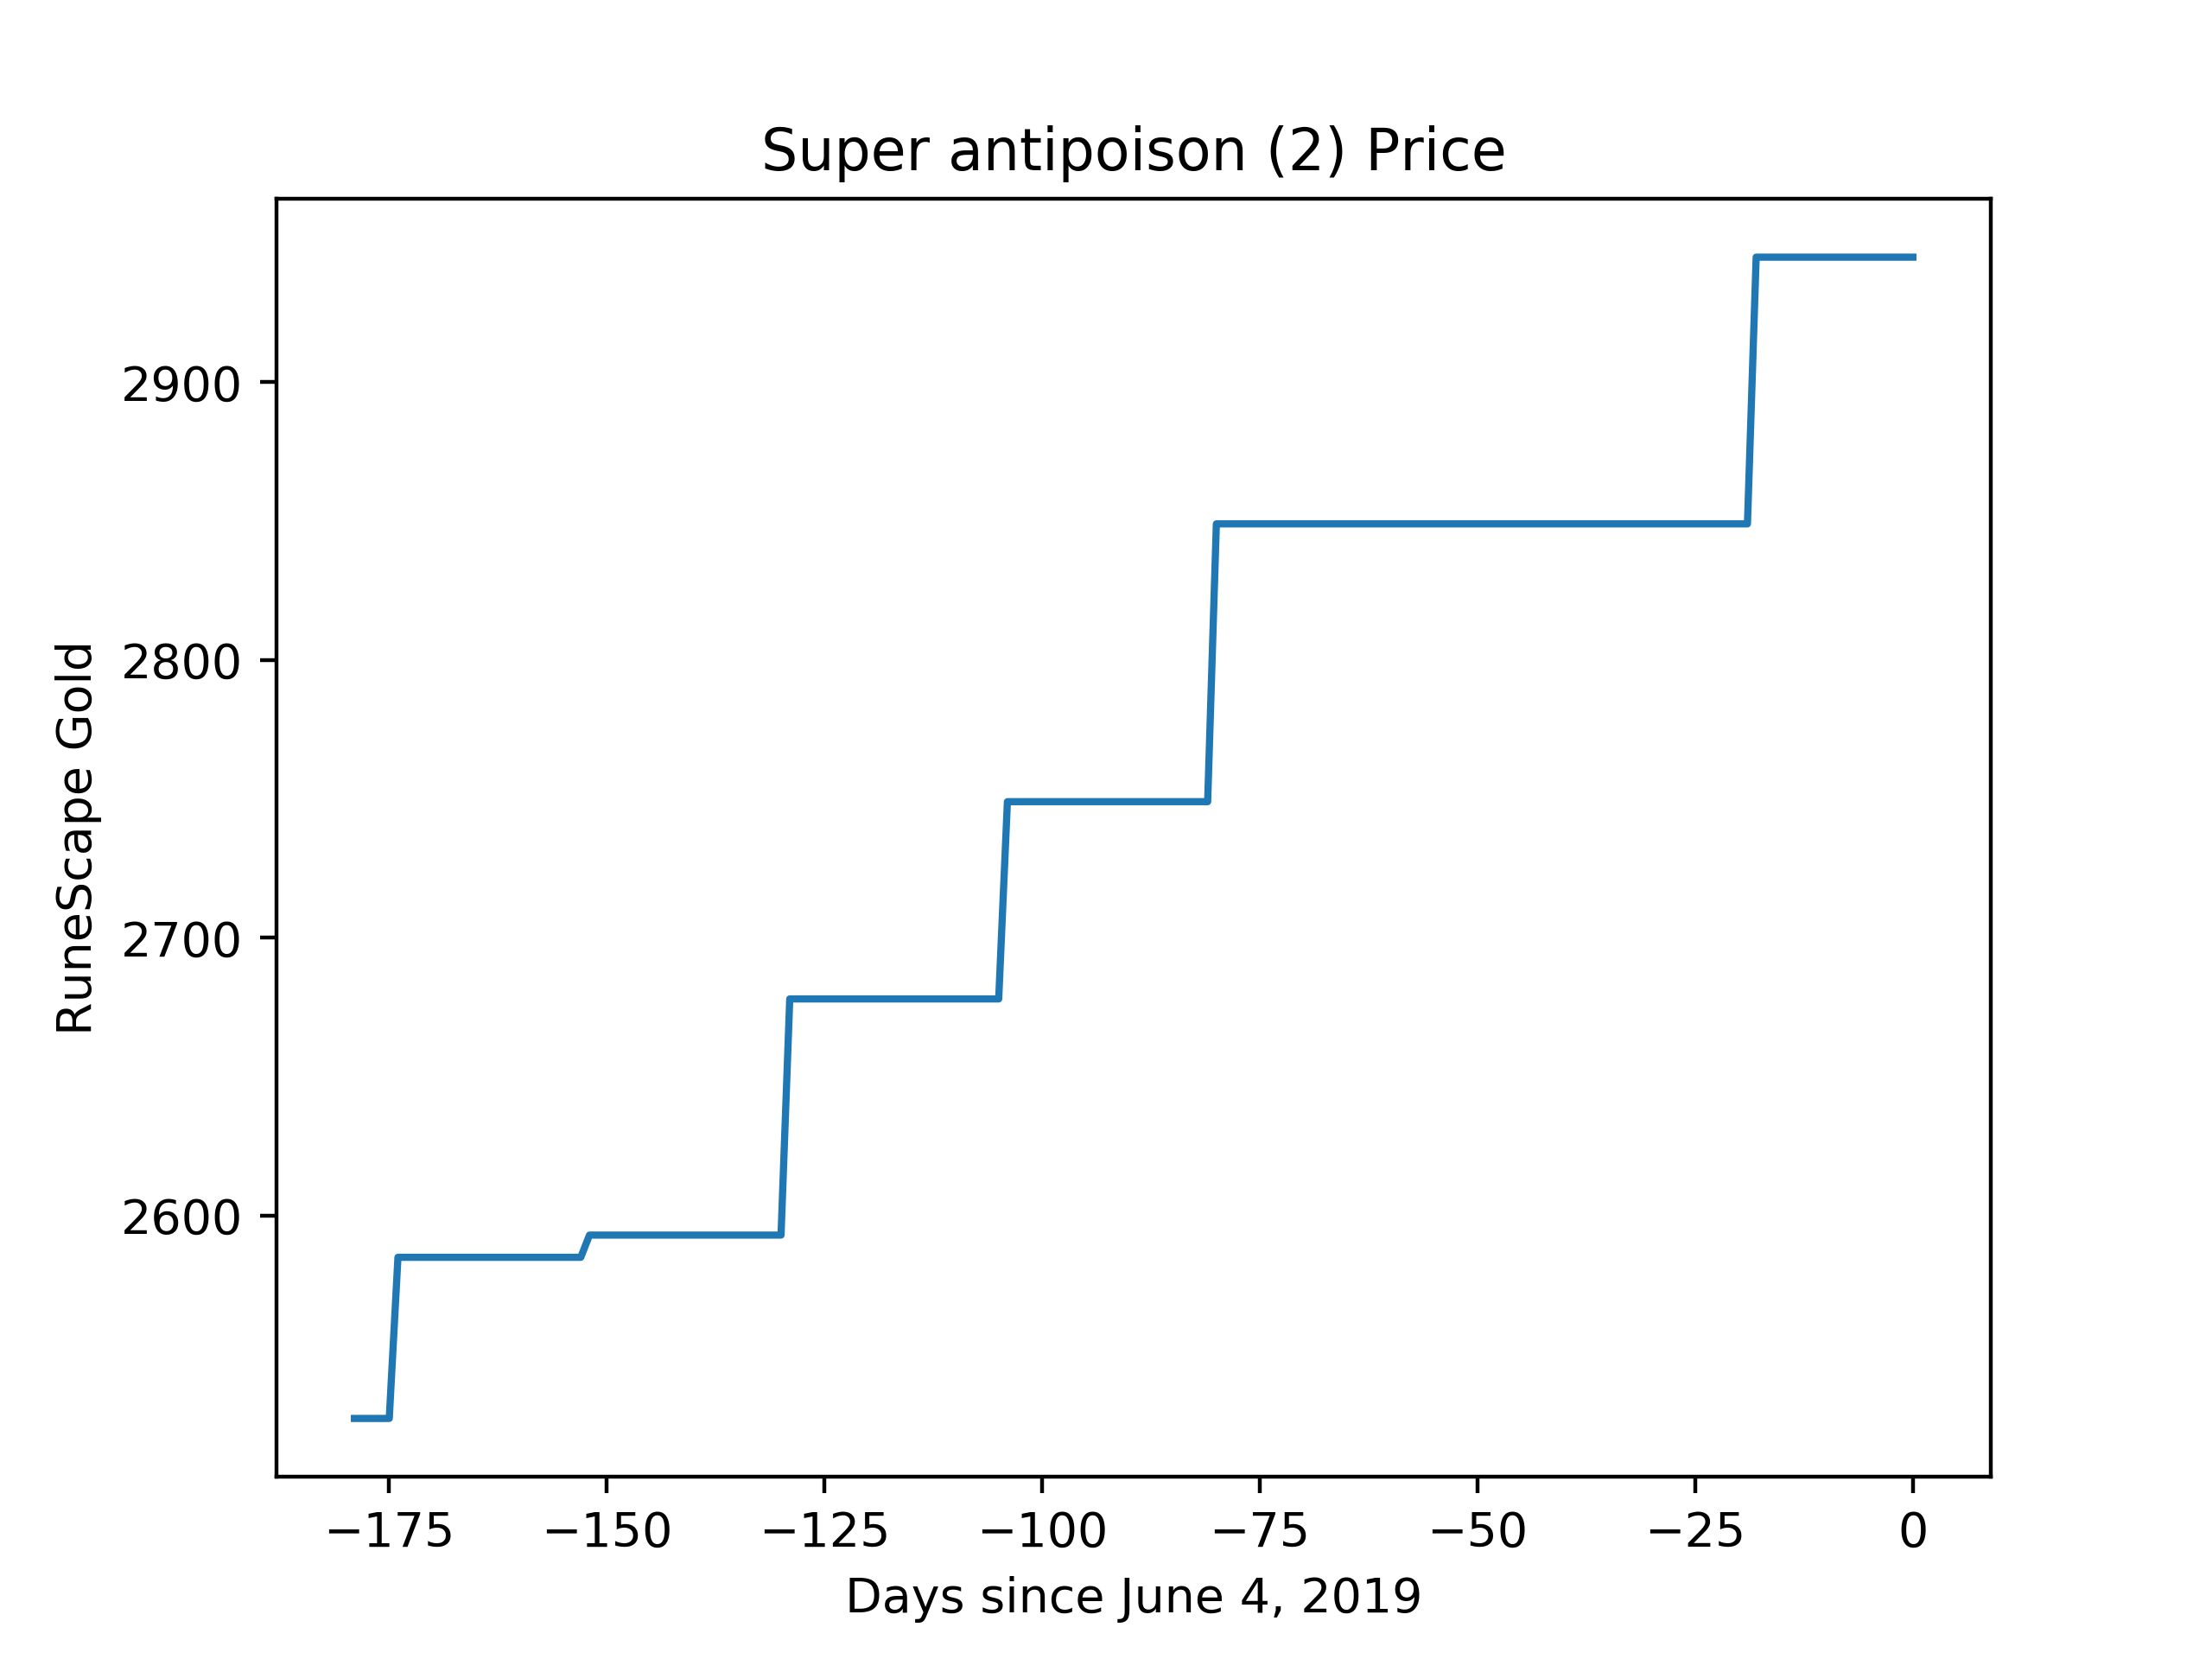 Super antipoison (2) Price
RuneScape Gold
2900
2800
2700
2600
−175 −150 −125 −100 −75 −50 −25 0
Days since June 4, 2019